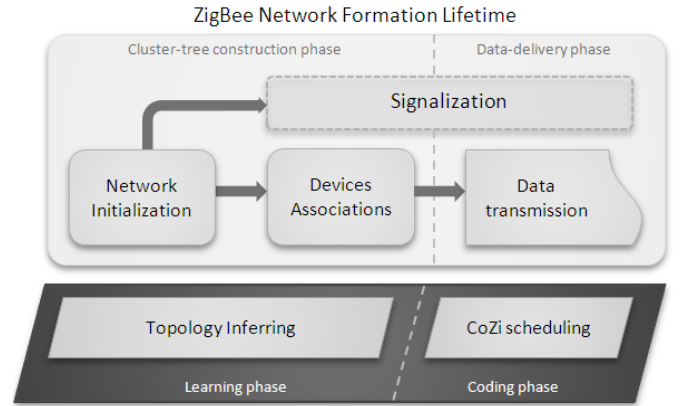 ZigBee Network Formation Lifetime
Cluster-tree construction phase
Data-delivery phase
Signalization
Network
Initialization
Devices
Associations
Data
transmission
Topology Inferring
CoZi scheduling
Learning phase
Coding phase